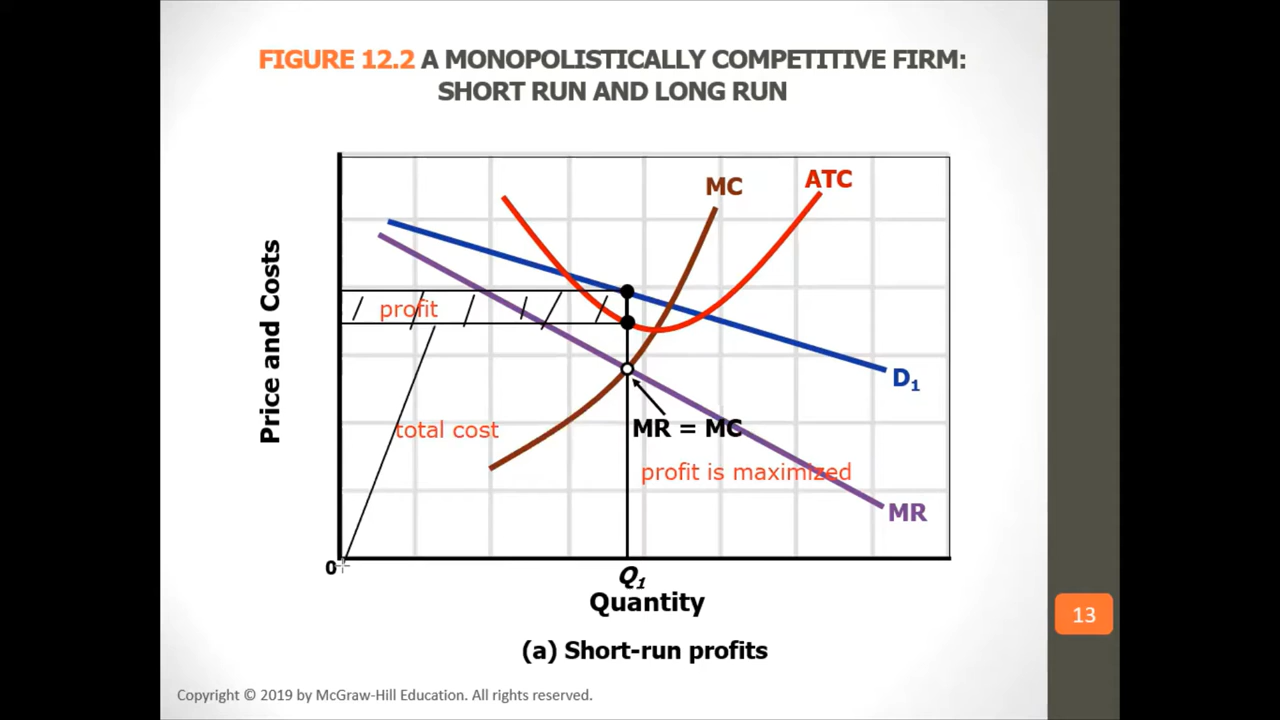 FIGURE 12.2 A MONOPOLISTICALLY COMPETITIVE FIRM:
SHORT RUN AND LONG RUN
MC
ATC
Price and Costs
profit
D1
total cost
MR = MC
profit is maximized
MR
0
Q1
Quantity
13
(a) Short-run profits
Copyright © 2019 by McGraw-Hill Education. All rights reserved.